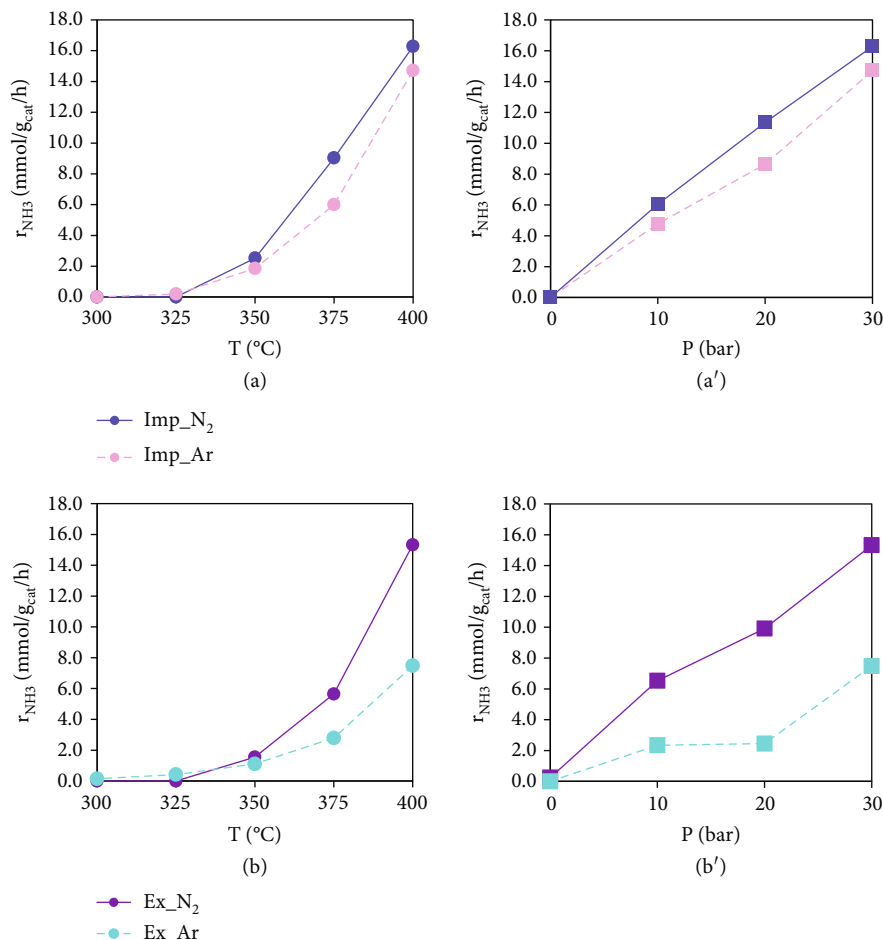 18.0
16.0
14.0
12.0
10.0
8.0
6.0
4.0
2.0
0.0
r_NH3 (mmol/g_cat/h)
300 325 350 375 400
T (°C)
(a)
18.0
16.0
14.0
12.0
10.0
8.0
6.0
4.0
2.0
0.0
r_NH3 (mmol/g_cat/h)
0 10 20 30
P (bar)
(a′)
Imp_N₂
Imp_Ar
18.0
16.0
14.0
12.0
10.0
8.0
6.0
4.0
2.0
0.0
r_NH3 (mmol/g_cat/h)
300 325 350 375 400
T (°C)
(b)
18.0
16.0
14.0
12.0
10.0
8.0
6.0
4.0
2.0
0.0
r_NH3 (mmol/g_cat/h)
0 10 20 30
P (bar)
(b′)
Ex_N₂
Ex_Ar